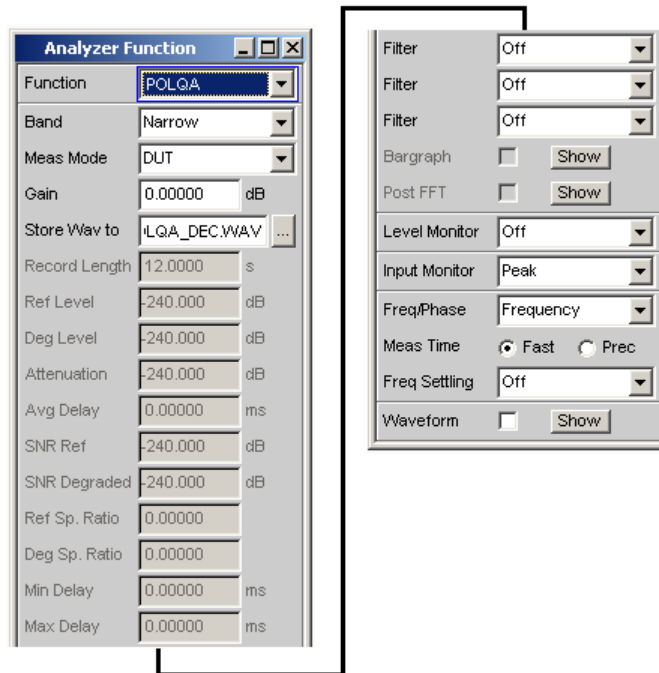 Analyzer Function
Function POLQA
Band Narrow
Meas Mode DUT
Gain 0.00000 dB
Store Wav to LQA_DEC.WAV ...
Record Length 12.0000 s
Ref Level -240.000 dB
Deg Level -240.000 dB
Attenuation -240.000 dB
Avg Delay 0.00000 ms
SNR Ref -240.000 dB
SNR Degraded -240.000 dB
Ref Sp. Ratio 0.00000
Deg Sp. Ratio 0.00000
Min Delay 0.00000 ms
Max Delay 0.00000 ms
Filter Off
Filter Off
Filter Off
Bargraph Show
Post FFT Show
Level Monitor Off
Input Monitor Peak
Freq/Phase Frequency
Meas Time Fast Prec
Freq Settling Off
Waveform Show